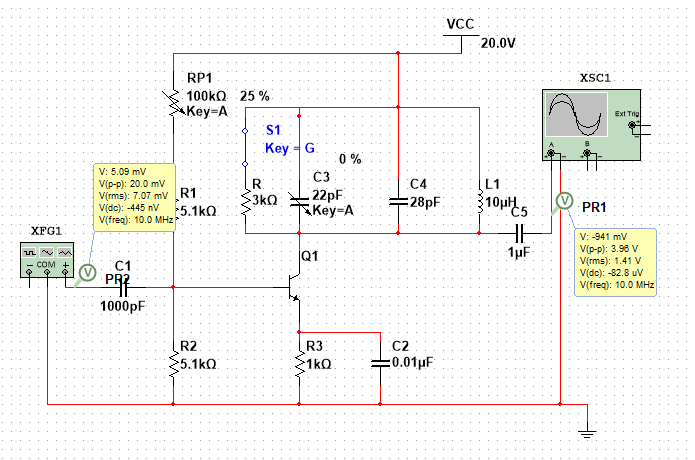 VCC
20.0V
XSC1
Ext Trig
A
B
RP1
100kΩ
Key=A
25 %
S1
Key = G
0 %
R
3kΩ
C3
22pF
Key=A
C4
28pF
L1
10µH
C5
1µF
PR1
V: -941 mV
V(p-p): 3.96 V
V(rms): 1.41 V
V(dc): -82.8 uV
V(freq): 10.0 MHz
V: 5.09 mV
V(p-p): 20.0 mV
V(rms): 7.07 mV
V(dc): -445 nV
V(freq): 10.0 MHz
R1
5.1kΩ
XFG1
COM
V
V
C1
PR2
1000pF
Q1
R2
5.1kΩ
R3
1kΩ
C2
0.01µF